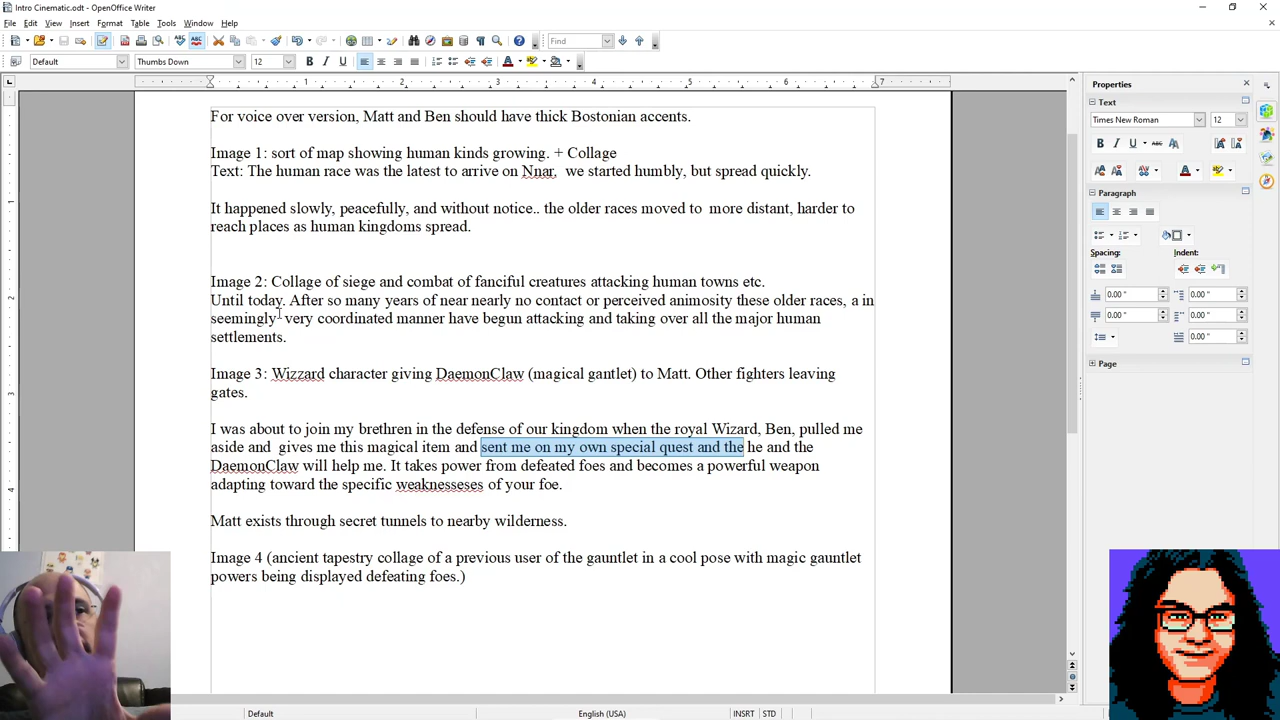 Intro Cinematic.odt - OpenOffice Writer
File Edit View Insert Format Table Tools Window Help
Find
Default Thumbs Down 12
Properties
Text
Times New Roman 12
Paragraph
Spacing: Indent:
0.00 " 0.00 "
0.00 " 0.00 "
0.00 "
Page
1 2 3 4 5 6 7
For voice over version, Matt and Ben should have thick Bostonian accents.
Image 1: sort of map showing human kinds growing. + Collage
Text: The human race was the latest to arrive on Nnar, we started humbly, but spread quickly.
It happened slowly, peacefully, and without notice.. the older races moved to more distant, harder to
reach places as human kingdoms spread.
Image 2: Collage of siege and combat of fanciful creatures attacking human towns etc.
Until today. After so many years of near nearly no contact or perceived animosity these older races, a in
seemingly very coordinated manner have begun attacking and taking over all the major human
settlements.
Image 3: Wizzard character giving DaemonClaw (magical gantlet) to Matt. Other fighters leaving
gates.
I was about to join my brethren in the defense of our kingdom when the royal Wizard, Ben, pulled me
aside and gives me this magical item and sent me on my own special quest and the he and the
DaemonClaw will help me. It takes power from defeated foes and becomes a powerful weapon
adapting toward the specific weaknesseses of your foe.
Matt exists through secret tunnels to nearby wilderness.
Image 4 (ancient tapestry collage of a previous user of the gauntlet in a cool pose with magic gauntlet
powers being displayed defeating foes.)
Default English (USA) INSRT STD